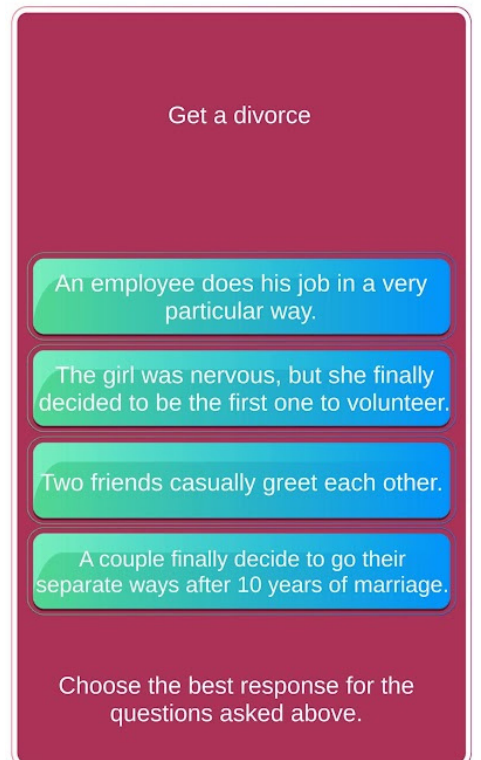 Get a divorce
An employee does his job in a very
particular way.
The girl was nervous, but she finally
decided to be the first one to volunteer.
Two friends casually greet each other.
A couple finally decide to go their
separate ways after 10 years of marriage.
Choose the best response for the
questions asked above.